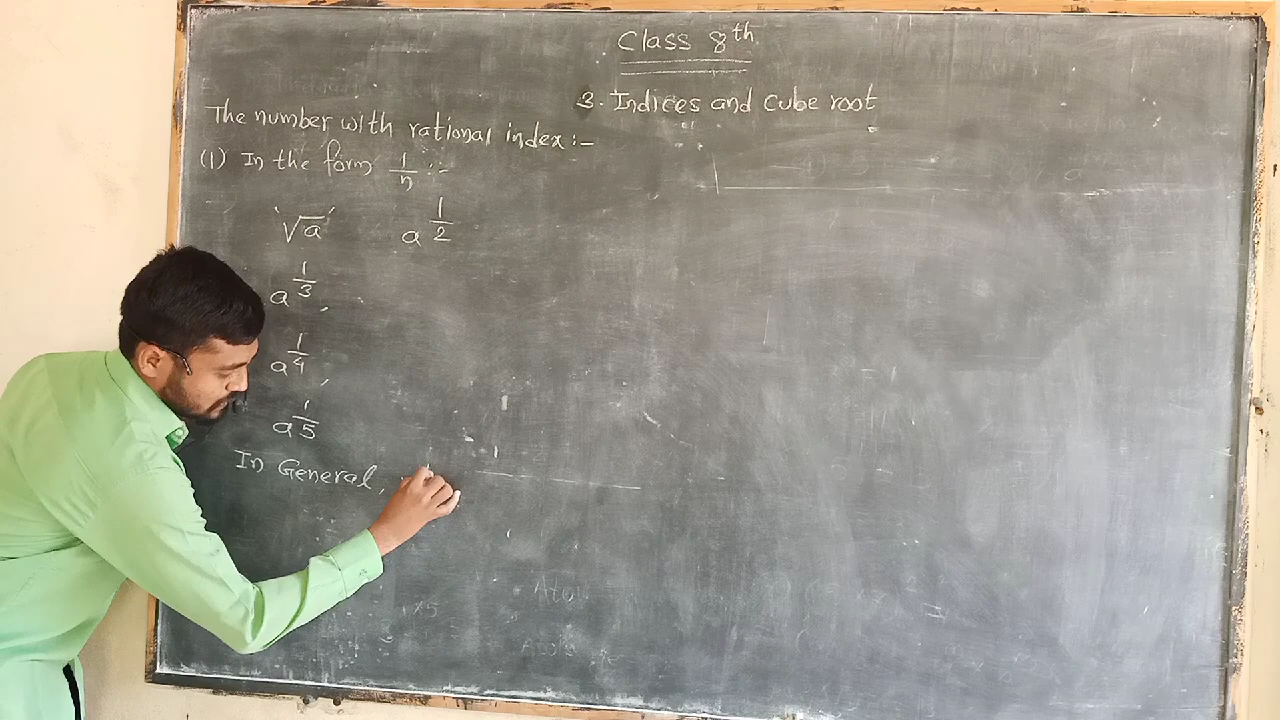 Class 8th
3. Indices and cube root
The number with rational index :-
(1) In the form 1/n :-
'√a' a^1/2
a^1/3,
a^1/4,
a^1/5
In General,